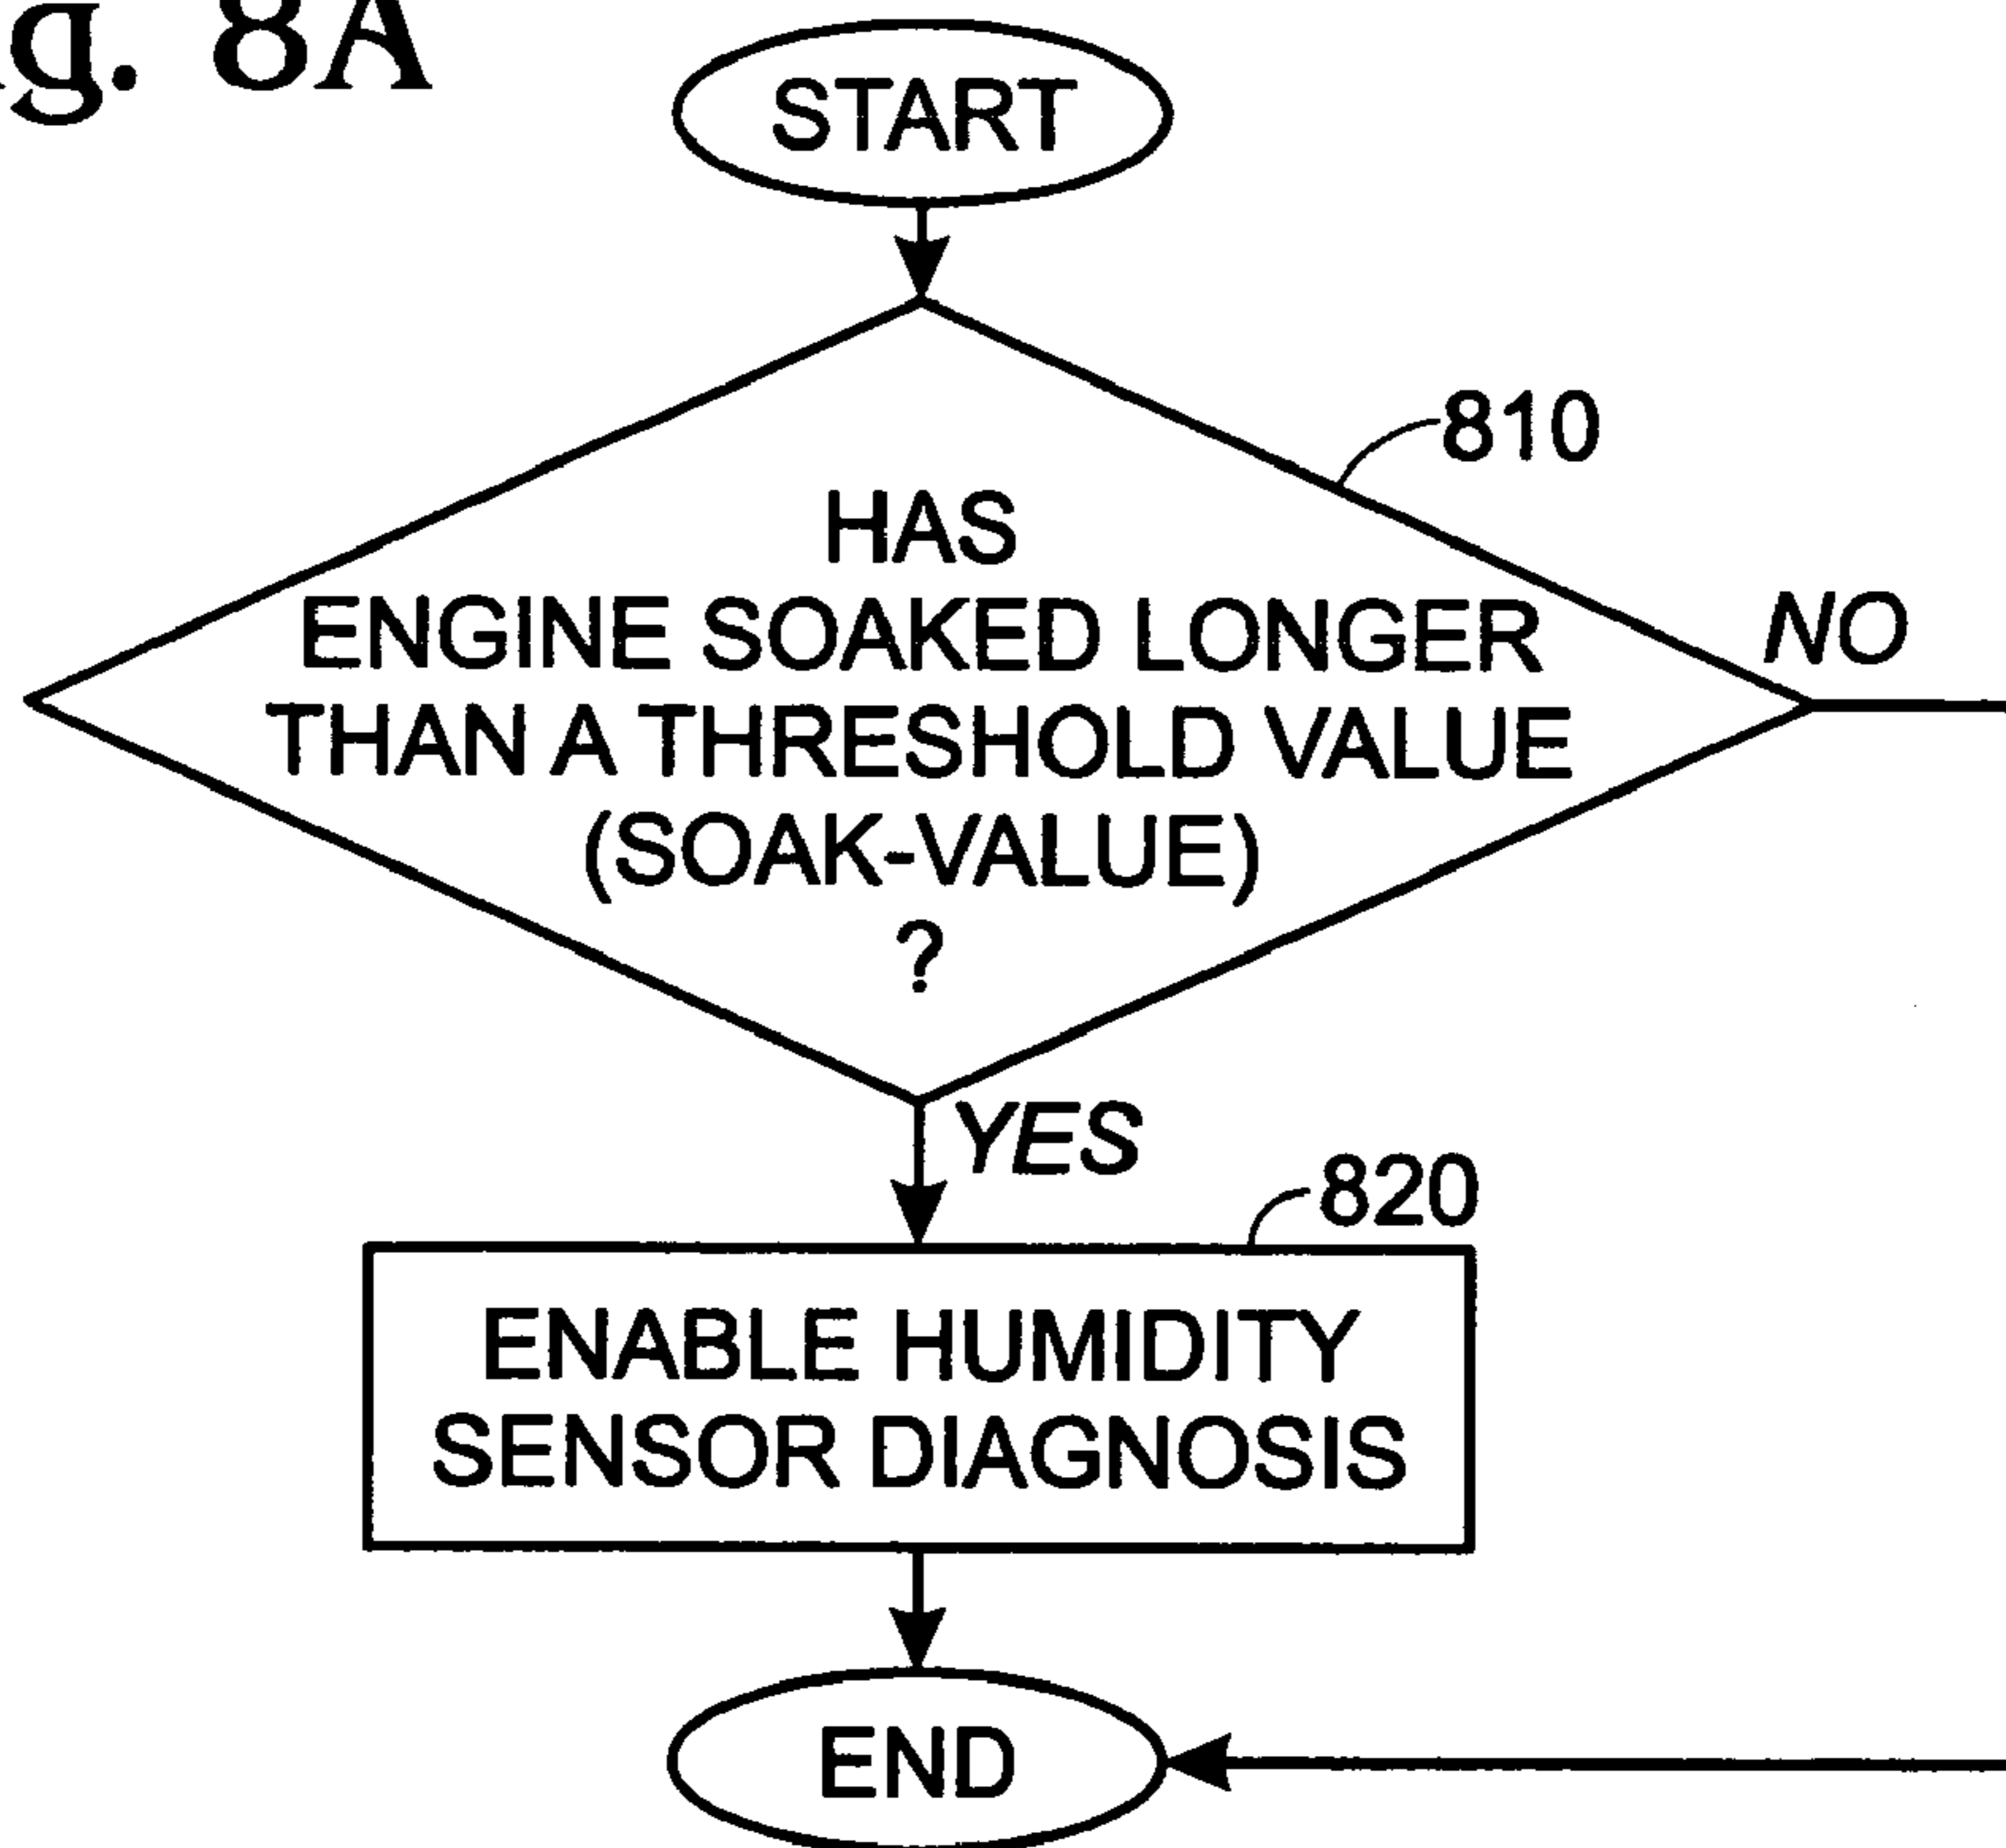 g. 8A
START
810
HAS
ENGINE SOAKED LONGER
THAN A THRESHOLD VALUE
(SOAK-VALUE)
?
NO
YES
820
ENABLE HUMIDITY
SENSOR DIAGNOSIS
END